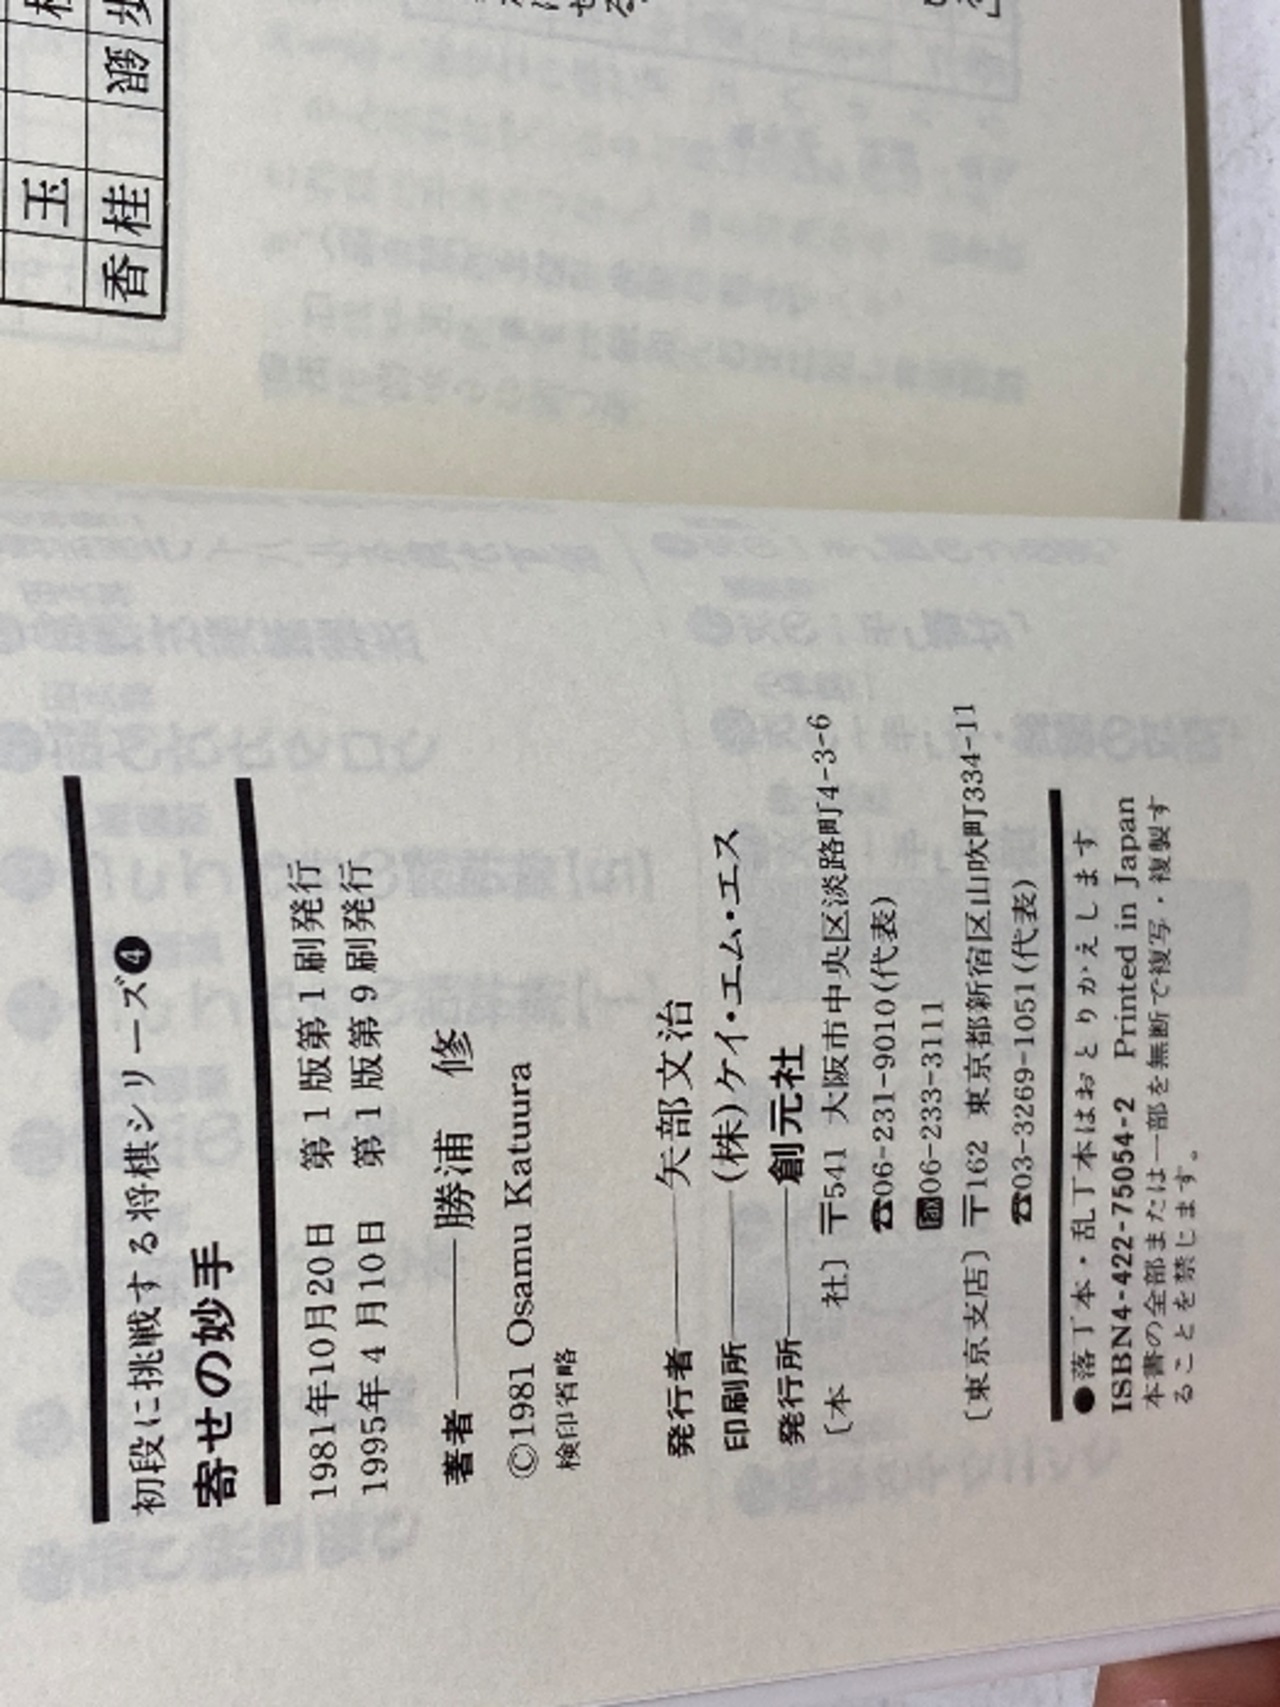 初段に挑戦する将棋シリーズ❹
寄せの妙手
1981年10月20日 第1版第1刷発行
1995年4月10日 第1版第9刷発行
著者──勝浦 修
©1981 Osamu Katuura
検印省略
発行者──矢部文治
印刷所──(株)ケイ・エム・エス
発行所──創元社
〔本 社〕〒541 大阪市中央区淡路町4-3-6
☎06-231-9010(代表)
06-233-3111
〔東京支店〕〒162 東京都新宿区山吹町334-11
☎03-3269-1051(代表)
●落丁本・乱丁本はおとりかえします
ISBN4-422-75054-2 Printed in Japan
本書の全部または一部を無断で複写・複製す
ることを禁じます。
玉
香桂 銀歩